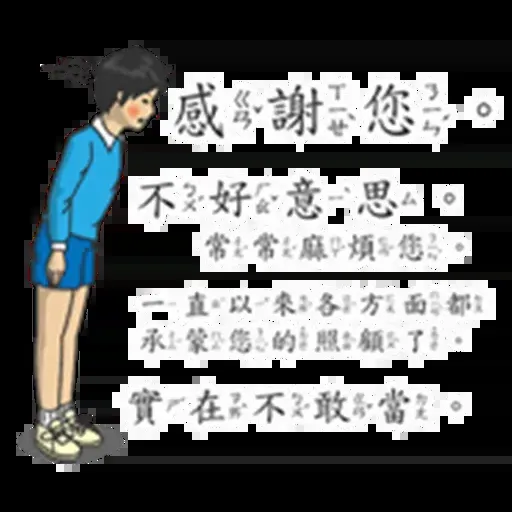 感謝您。
不好意思。
常常麻煩您。
一直以來各方面都
承蒙您的照顧了。
實在不敢當。